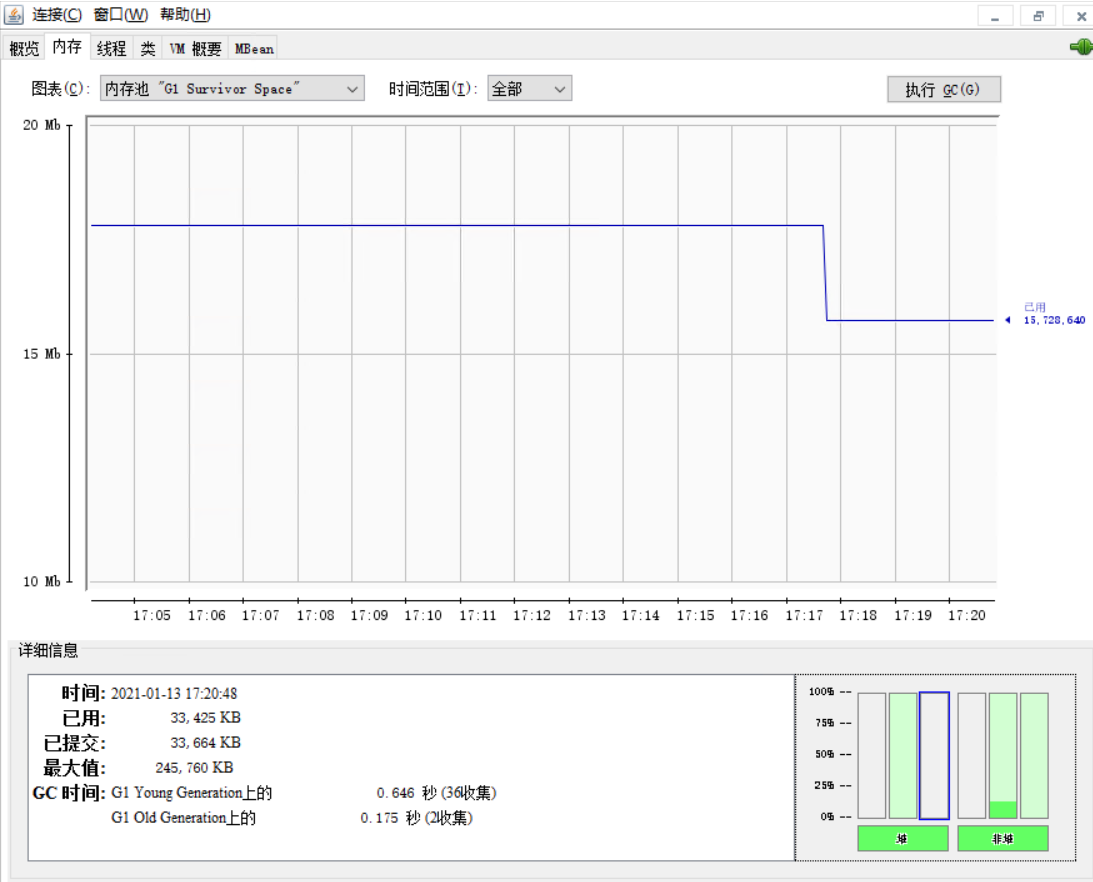 连接(C) 窗口(W) 帮助(H)
概览 内存 线程 类 VM 概要 MBean
图表(C): 内存池 "G1 Survivor Space" 时间范围(T): 全部 执行 GC(G)
20 Mb
已用
15,728,640
15 Mb
10 Mb
17:05 17:06 17:07 17:08 17:09 17:10 17:11 17:12 17:13 17:14 17:15 17:16 17:17 17:18 17:19 17:20
详细信息
时间: 2021-01-13 17:20:48
已用: 33,425 KB
已提交: 33,664 KB
最大值: 245,760 KB
GC 时间: G1 Young Generation上的 0.646 秒 (36收集)
G1 Old Generation上的 0.175 秒 (2收集)
100% --
75% --
50% --
25% --
0% --
堆 非堆